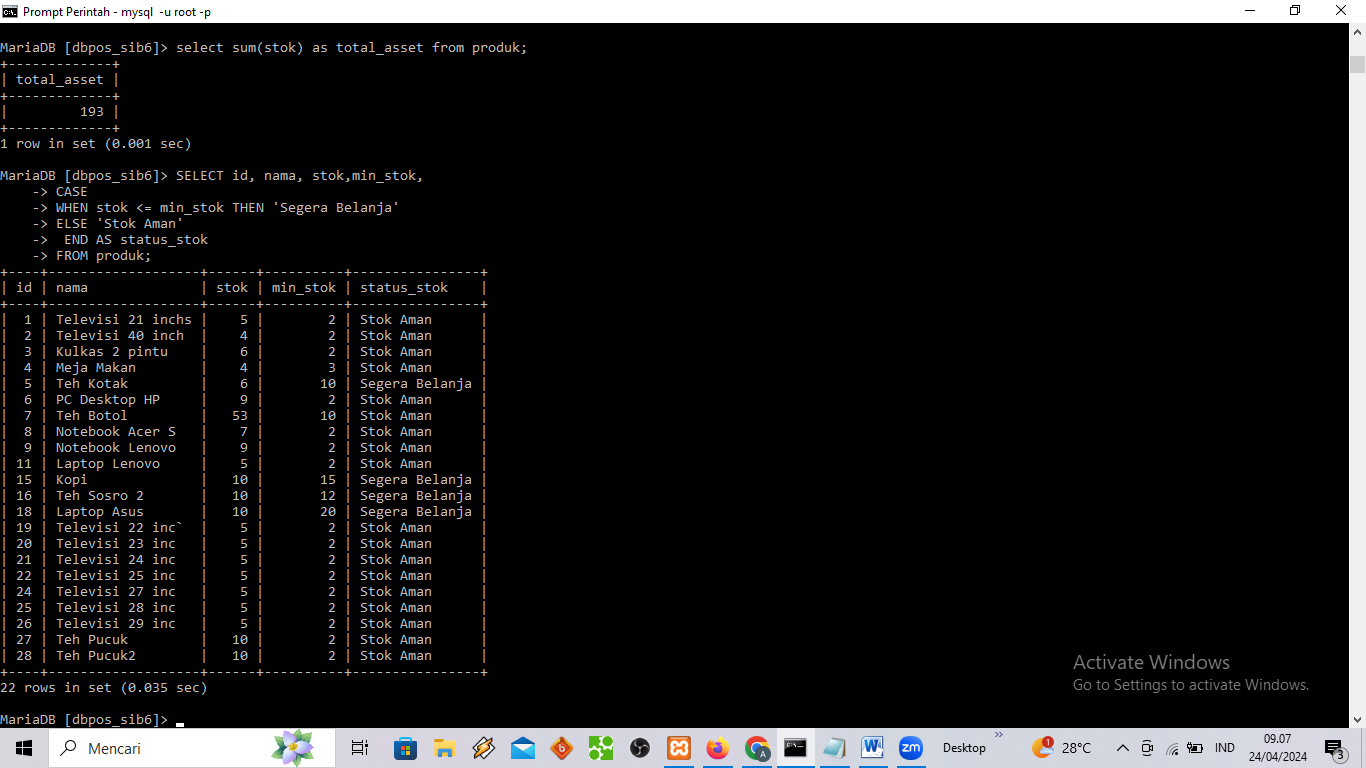 Prompt Perintah - mysql  -u root -p
MariaDB [dbpos_sib6]> select sum(stok) as total_asset from produk;
+-------------+
| total_asset |
+-------------+
|         193 |
+-------------+
1 row in set (0.001 sec)
MariaDB [dbpos_sib6]> SELECT id, nama, stok,min_stok,
    -> CASE
    -> WHEN stok <= min_stok THEN 'Segera Belanja'
    -> ELSE 'Stok Aman'
    ->  END AS status_stok
    -> FROM produk;
+----+-------------------+------+----------+----------------+
| id | nama              | stok | min_stok | status_stok    |
+----+-------------------+------+----------+----------------+
|  1 | Televisi 21 inchs |    5 |        2 | Stok Aman      |
|  2 | Televisi 40 inch  |    4 |        2 | Stok Aman      |
|  3 | Kulkas 2 pintu    |    6 |        2 | Stok Aman      |
|  4 | Meja Makan        |    4 |        3 | Stok Aman      |
|  5 | Teh Kotak         |    6 |       10 | Segera Belanja |
|  6 | PC Desktop HP     |    9 |        2 | Stok Aman      |
|  7 | Teh Botol         |   53 |       10 | Stok Aman      |
|  8 | Notebook Acer S   |    7 |        2 | Stok Aman      |
|  9 | Notebook Lenovo   |    9 |        2 | Stok Aman      |
| 11 | Laptop Lenovo     |    5 |        2 | Stok Aman      |
| 15 | Kopi              |   10 |       15 | Segera Belanja |
| 16 | Teh Sosro 2       |   10 |       12 | Segera Belanja |
| 18 | Laptop Asus       |   10 |       20 | Segera Belanja |
| 19 | Televisi 22 inc`  |    5 |        2 | Stok Aman      |
| 20 | Televisi 23 inc   |    5 |        2 | Stok Aman      |
| 21 | Televisi 24 inc   |    5 |        2 | Stok Aman      |
| 22 | Televisi 25 inc   |    5 |        2 | Stok Aman      |
| 24 | Televisi 27 inc   |    5 |        2 | Stok Aman      |
| 25 | Televisi 28 inc   |    5 |        2 | Stok Aman      |
| 26 | Televisi 29 inc   |    5 |        2 | Stok Aman      |
| 27 | Teh Pucuk         |   10 |        2 | Stok Aman      |
| 28 | Teh Pucuk2        |   10 |        2 | Stok Aman      |
+----+-------------------+------+----------+----------------+
22 rows in set (0.035 sec)
MariaDB [dbpos_sib6]>
Activate Windows
Go to Settings to activate Windows.
Mencari
zm
Desktop
1
28°C
IND
09.07
24/04/2024
3